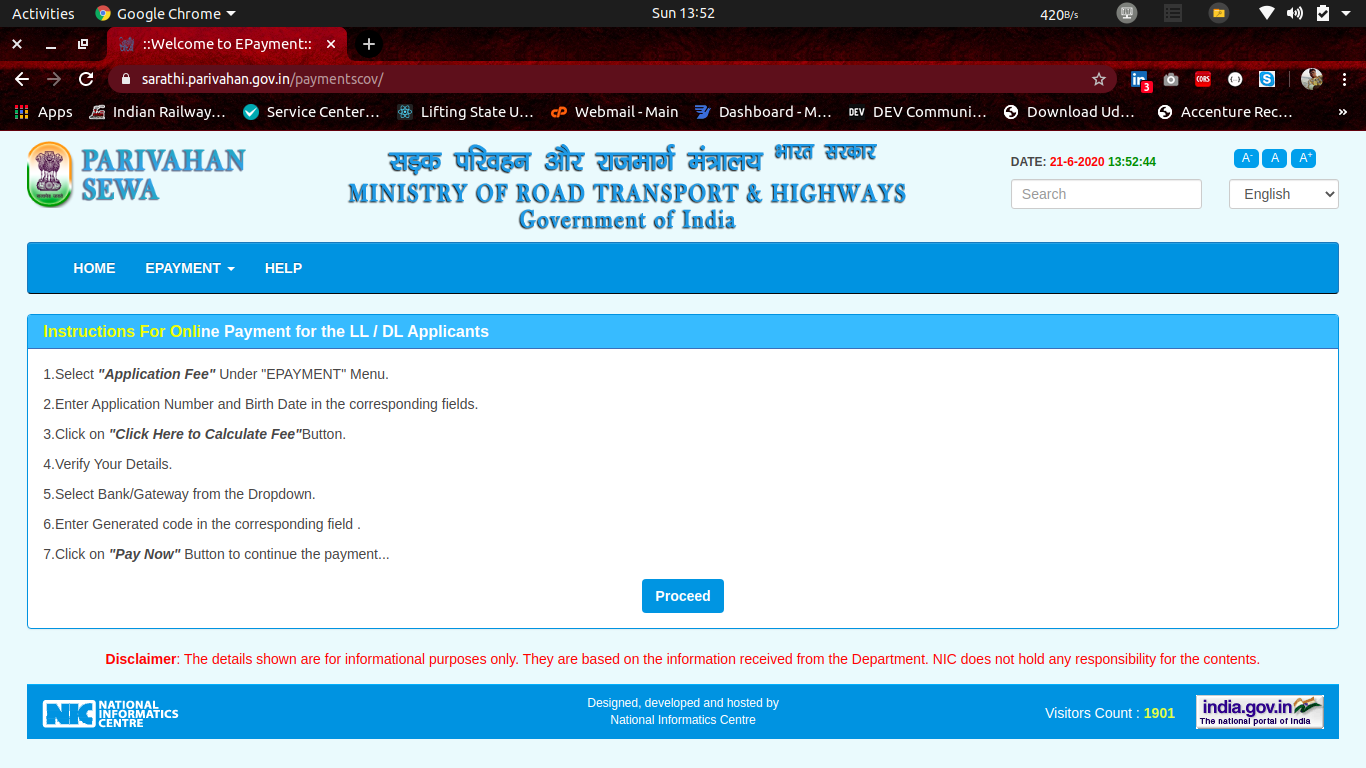 Activities
Google Chrome
Sun 13:52
420B/s
::Welcome to EPayment::
sarathi.parivahan.gov.in/paymentscov/
3
CORS
Apps
Indian Railway...
Service Center...
Lifting State U...
Webmail - Main
Dashboard - M...
DEV
DEV Communi...
Download Ud...
Accenture Rec...
»
PARIVAHAN
SEWA
सड़क परिवहन और राजमार्ग मंत्रालय भारत सरकार
MINISTRY OF ROAD TRANSPORT & HIGHWAYS
Government of India
DATE: 21-6-2020 13:52:44
A- A A+
Search
English
HOME
EPAYMENT
HELP
Instructions For Online Payment for the LL / DL Applicants
1.Select "Application Fee" Under "EPAYMENT" Menu.
2.Enter Application Number and Birth Date in the corresponding fields.
3.Click on "Click Here to Calculate Fee"Button.
4.Verify Your Details.
5.Select Bank/Gateway from the Dropdown.
6.Enter Generated code in the corresponding field .
7.Click on "Pay Now" Button to continue the payment...
Proceed
Disclaimer: The details shown are for informational purposes only. They are based on the information received from the Department. NIC does not hold any responsibility for the contents.
NIC
NATIONAL
INFORMATICS
CENTRE
Designed, developed and hosted by
National Informatics Centre
Visitors Count : 1901
india.gov.in
The national portal of India